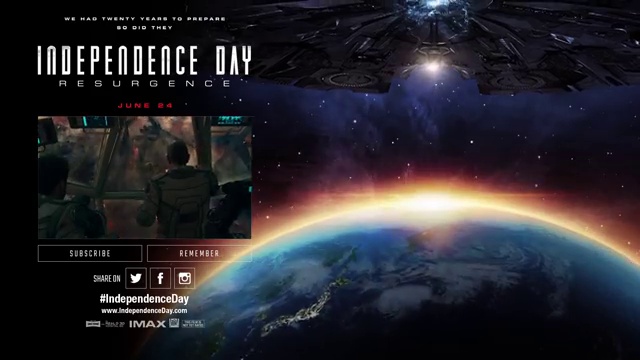 WE HAD TWENTY YEARS TO PREPARE
SO DID THEY
INDEPENDENCE DAY
RESURGENCE
JUNE 24
SUBSCRIBE
REMEMBER
SHARE ON
#IndependenceDay
www.IndependenceDay.com
IMAX